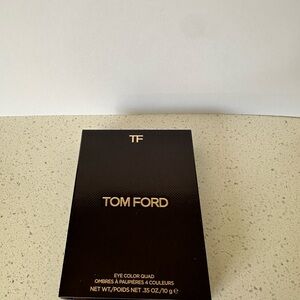 TF
TOM FORD
EYE COLOR QUAD
OMBRES À PAUPIÈRES 4 COULEURS
NET WT./POIDS NET .35 OZ./10 g ℮